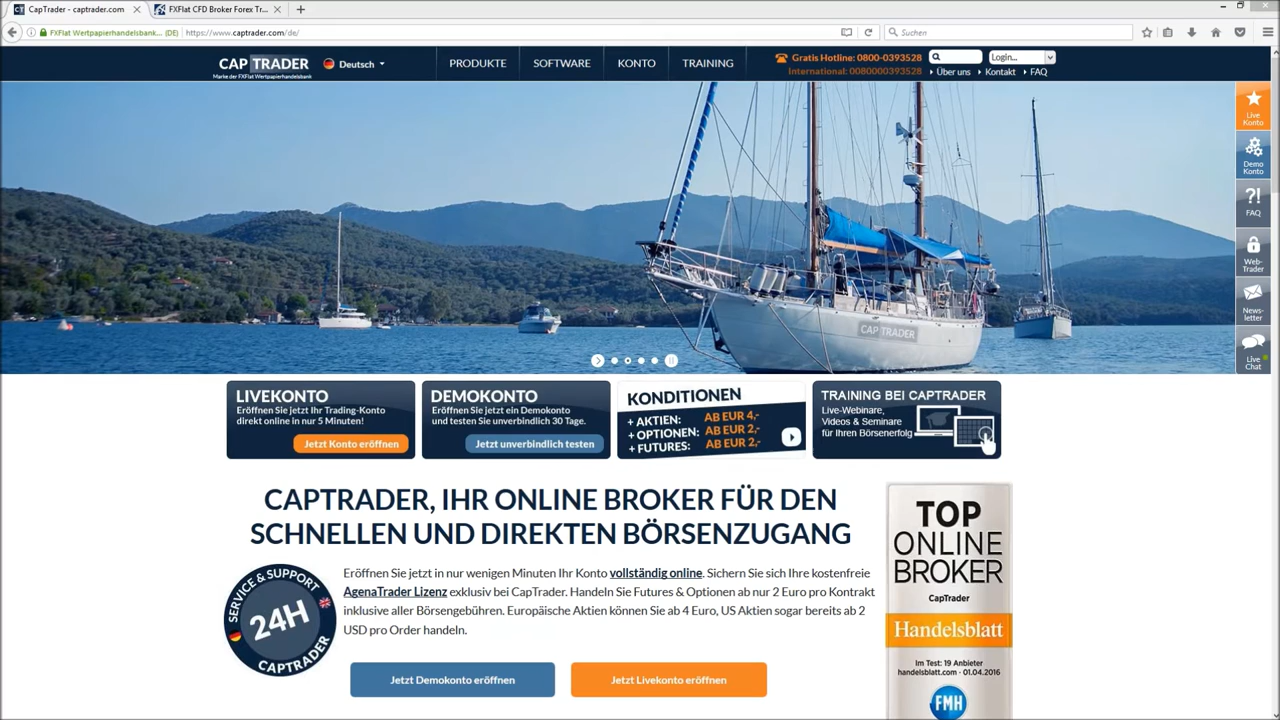 CapTrader - captrader.com
FXFlat CFD Broker Forex Tr...
FXFlat Wertpapierhandelsbank... (DE)
https://www.captrader.com/de/
Suchen
CAP TRADER
Marke der FXFlat Wertpapierhandelsbank
Deutsch
PRODUKTE
SOFTWARE
KONTO
TRAINING
Gratis Hotline: 0800-0393528
International: 0080000393528
Login...
Über uns
Kontakt
FAQ
Live
Konto
Demo
Konto
?!
FAQ
Web-
Trader
News-
letter
Live
Chat
CAP TRADER
LIVEKONTO
Eröffnen Sie jetzt Ihr Trading-Konto
direkt online in nur 5 Minuten!
Jetzt Konto eröffnen
DEMOKONTO
Eröffnen Sie jetzt ein Demokonto
und testen Sie unverbindlich 30 Tage.
Jetzt unverbindlich testen
KONDITIONEN
+ AKTIEN: AB EUR 4,-
+ OPTIONEN: AB EUR 2,-
+ FUTURES: AB EUR 2,-
TRAINING BEI CAPTRADER
Live-Webinare,
Videos & Seminare
für Ihren Börsenerfolg
CAPTRADER, IHR ONLINE BROKER FÜR DEN
SCHNELLEN UND DIREKTEN BÖRSENZUGANG
SERVICE & SUPPORT
24H
CAPTRADER
Eröffnen Sie jetzt in nur wenigen Minuten Ihr Konto vollständig online. Sichern Sie sich Ihre kostenfreie
AgenaTrader Lizenz exklusiv bei CapTrader. Handeln Sie Futures & Optionen ab nur 2 Euro pro Kontrakt
inklusive aller Börsengebühren. Europäische Aktien können Sie ab 4 Euro, US Aktien sogar bereits ab 2
USD pro Order handeln.
Jetzt Demokonto eröffnen
Jetzt Livekonto eröffnen
TOP
ONLINE
BROKER
CapTrader
Handelsblatt
Im Test: 19 Anbieter
handelsblatt.com - 01.04.2016
FMH